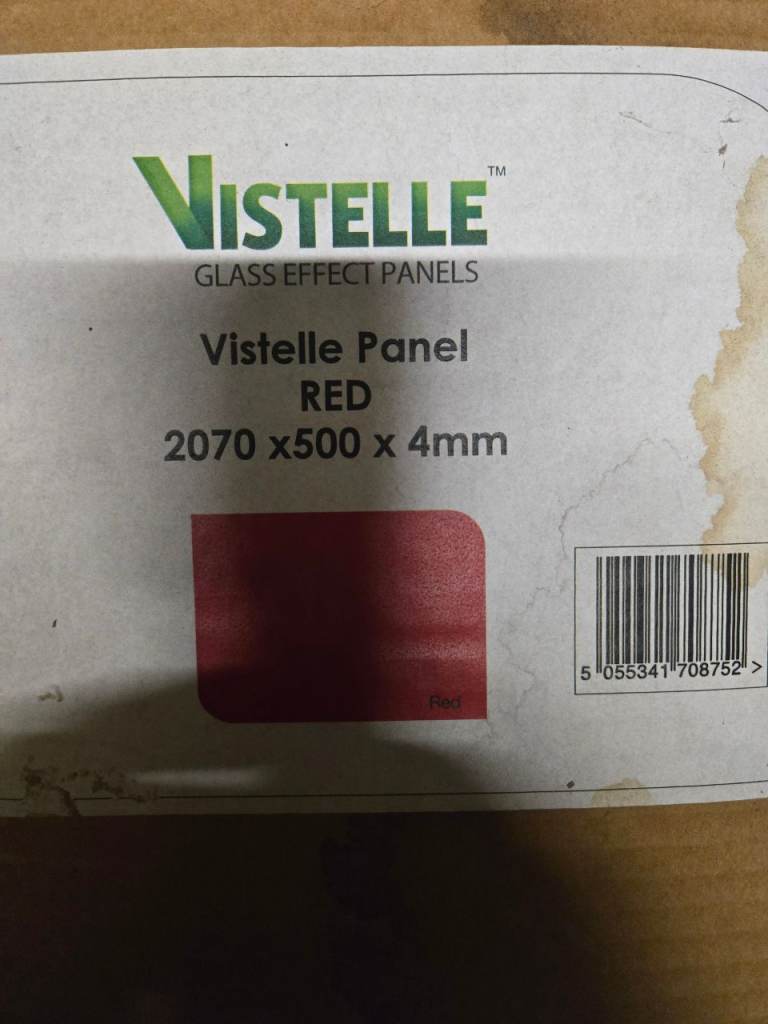 VISTELLE™
GLASS EFFECT PANELS
Vistelle Panel
RED
2070 x500 x 4mm
Red
5 055341 708752 >